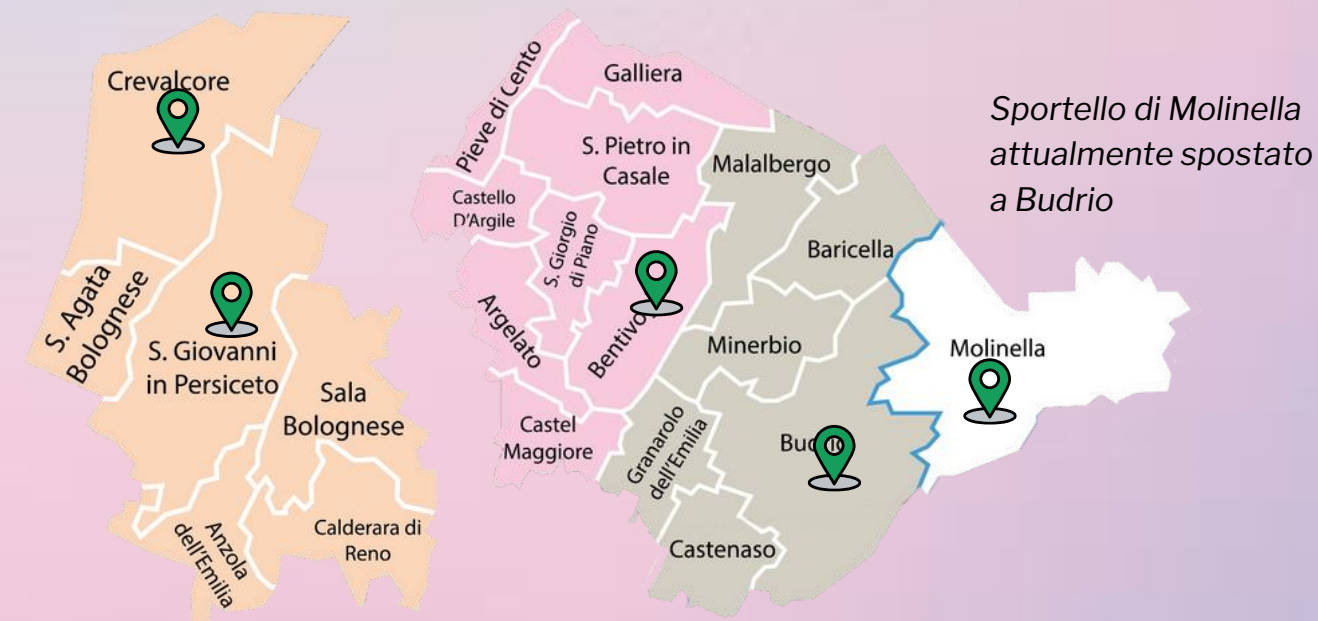 Crevalcore
S. Agata
Bolognese
S. Giovanni
in Persiceto
Sala
Bolognese
Anzola
dell'Emilia
Calderara di
Reno
Pieve di Cento
Galliera
S. Pietro in
Casale
Castello
D'Argile
S. Giorgio
di Piano
Argelato
Castel
Maggiore
Malalbergo
Baricella
Minerbio
Granarolo
dell'Emilia
Castenaso
Molinella
Sportello di Molinella
attualmente spostato
a Budrio